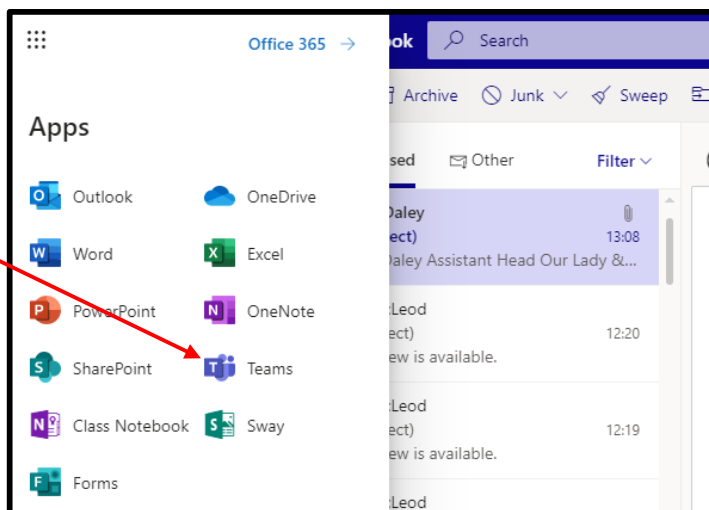 Office 365 →
ok
Search
Archive
Junk
Sweep
Apps
sed
Other
Filter
Outlook
OneDrive
Word
Excel
PowerPoint
OneNote
SharePoint
Teams
Class Notebook
Sway
Forms
Daley
ect)
13:08
Daley Assistant Head Our Lady &...
Leod
ect)
12:20
ew is available.
Leod
ect)
12:19
ew is available.
Leod